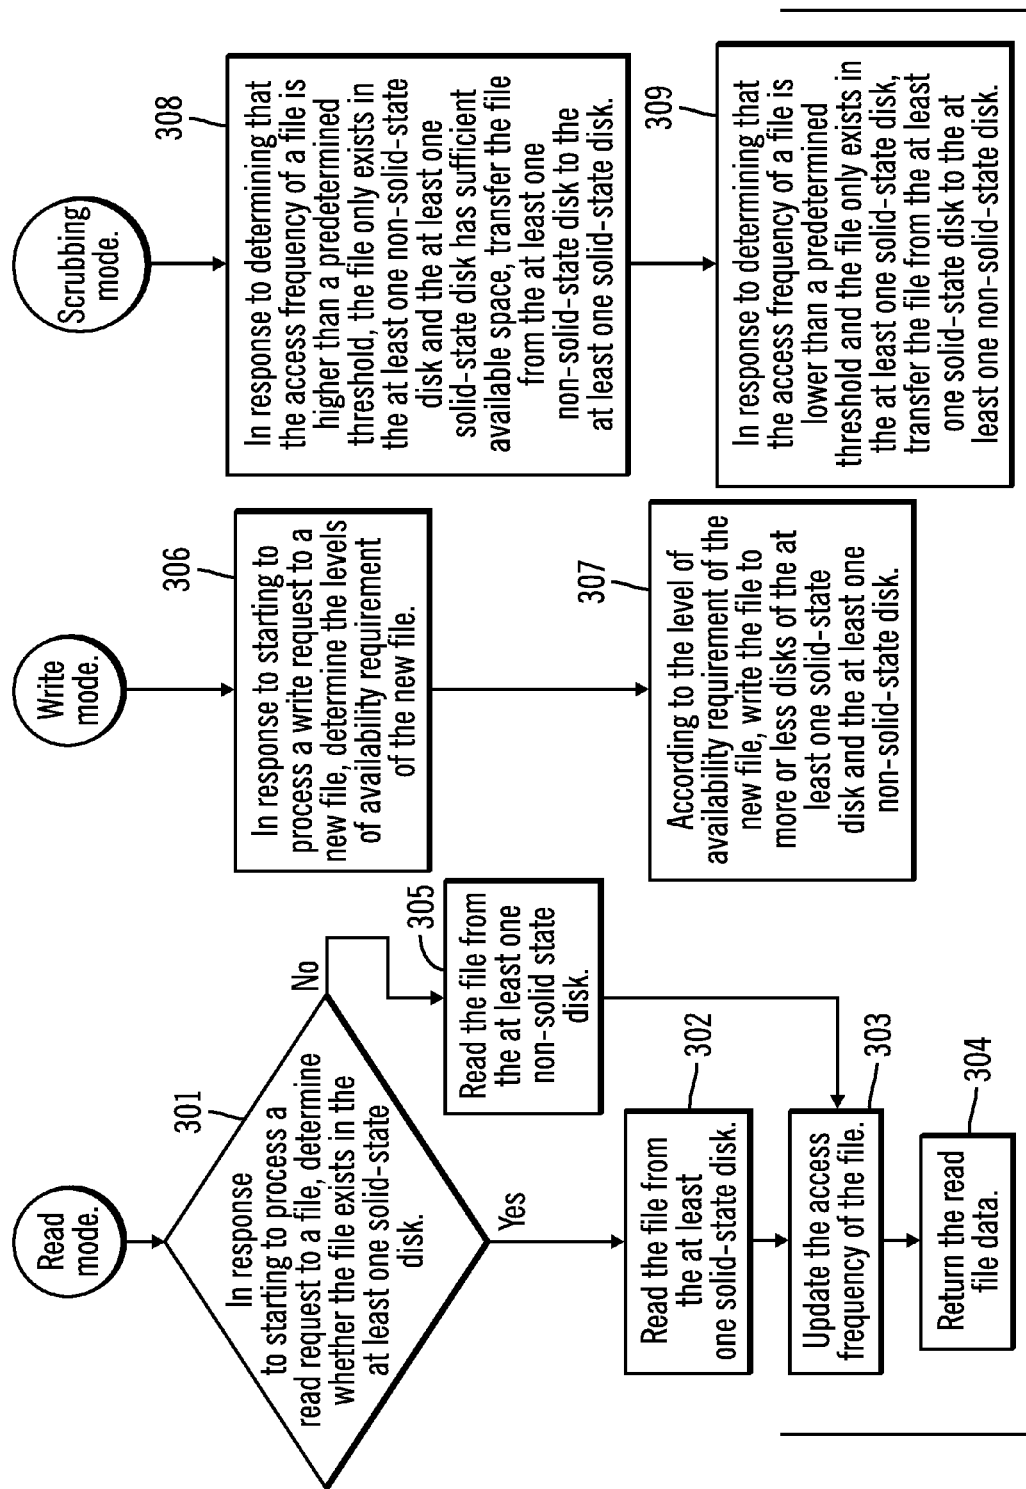 Read
mode.
301
In response
to starting to process a
read request to a file, determine
whether the file exists in the
at least one solid-state
disk.
No
Yes
305
Read the file from
the at least one
non-solid state
disk.
302
Read the file from
the at least
one solid-state disk.
303
Update the access
frequency of the file.
304
Return the read
file data.
Write
mode.
306
In response to starting to
process a write request to a
new file, determine the levels
of availability requirement
of the new file.
307
According to the level of
availability requirement of the
new file, write the file to
more or less disks of the at
least one solid-state
disk and the at least one
non-solid-state disk.
Scrubbing
mode.
308
In response to determining that
the access frequency of a file is
higher than a predetermined
threshold, the file only exists in
the at least one non-solid-state
disk and the at least one
solid-state disk has sufficient
available space, transfer the file
from the at least one
non-solid-state disk to the
at least one solid-state disk.
309
In response to determining that
the access frequency of a file is
lower than a predetermined
threshold and the file only exists in
the at least one solid-state disk,
transfer the file from the at least
one solid-state disk to the at
least one non-solid-state disk.